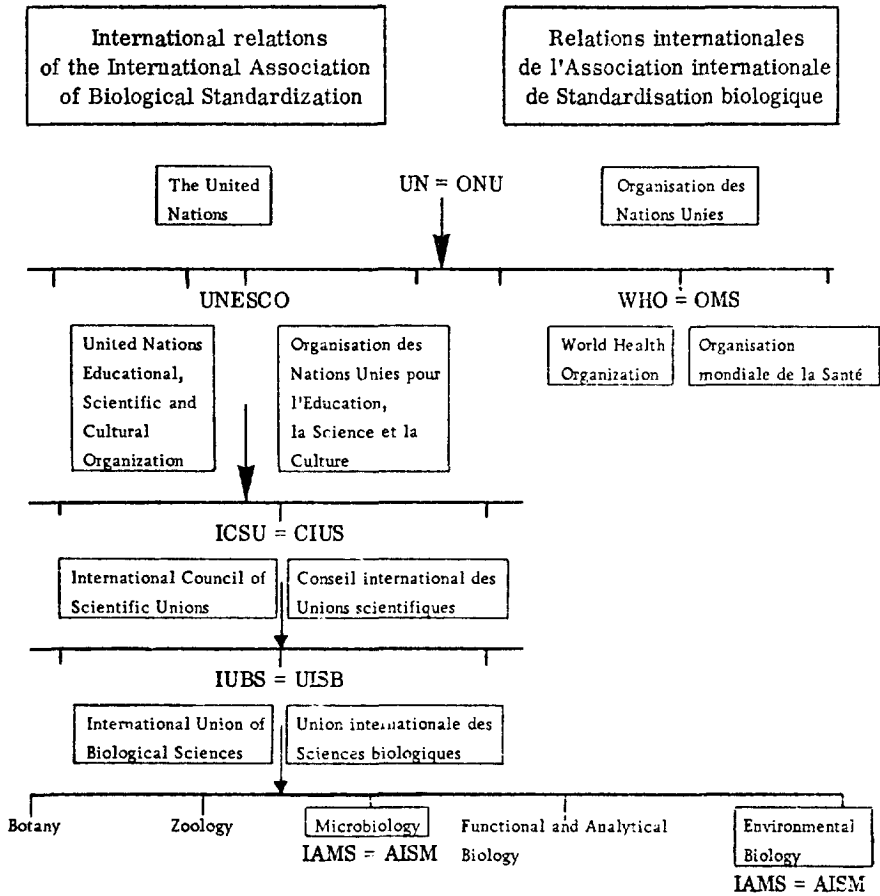 International relations
of the International Association
of Biological Standardization
Relations internationales
de l'Association internationale
de Standardisation biologique
The United
Nations
UN = ONU
Organisation des
Nations Unies
UNESCO
WHO = OMS
United Nations
Educational,
Scientific and
Cultural
Organization
Organisation des
Nations Unies pour
l'Education,
la Science et la
Culture
World Health
Organization
Organisation
mondiale de la Santé
ICSU = CIUS
International Council of
Scientific Unions
Conseil international des
Unions scientifiques
IUBS = UISB
International Union of
Biological Sciences
Union internationale des
Sciences biologiques
Botany
Zoology
Microbiology
IAMS = AISM
Functional and Analytical
Biology
Environmental
Biology
IAMS = AISM